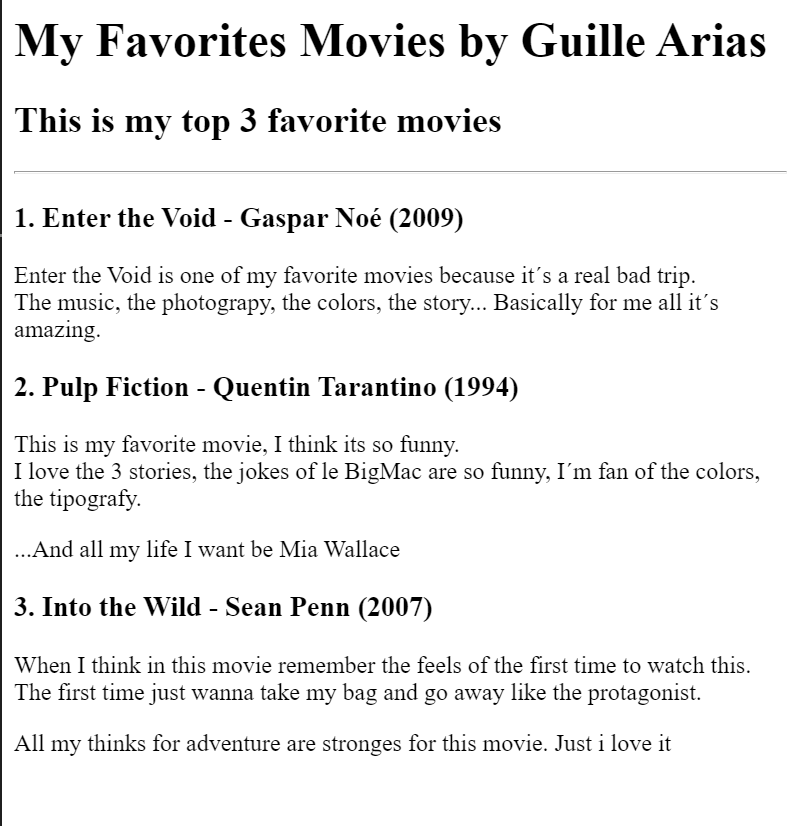 My Favorites Movies by Guille Arias
This is my top 3 favorite movies
1. Enter the Void - Gaspar Noé (2009)
Enter the Void is one of my favorite movies because it´s a real bad trip.
The music, the photograpy, the colors, the story... Basically for me all it´s
amazing.
2. Pulp Fiction - Quentin Tarantino (1994)
This is my favorite movie, I think its so funny.
I love the 3 stories, the jokes of le BigMac are so funny, I´m fan of the colors,
the tipografy.
...And all my life I want be Mia Wallace
3. Into the Wild - Sean Penn (2007)
When I think in this movie remember the feels of the first time to watch this.
The first time just wanna take my bag and go away like the protagonist.
All my thinks for adventure are stronges for this movie. Just i love it